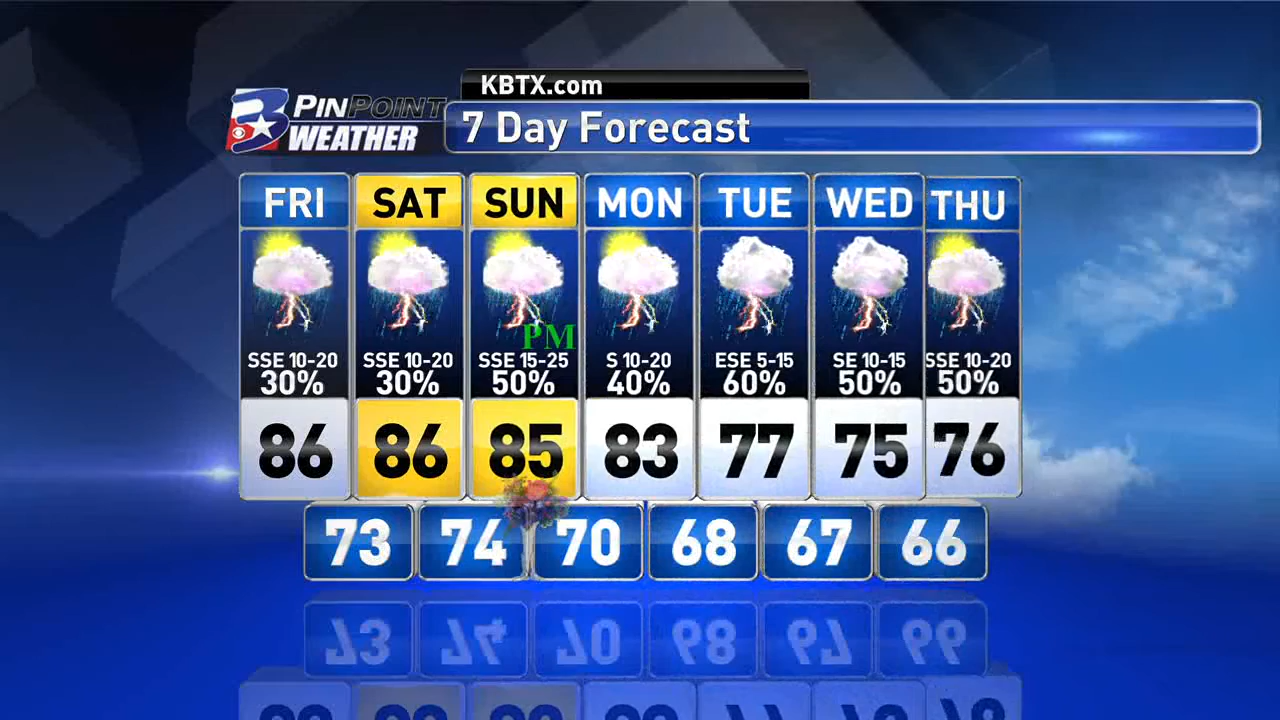 KBTX.com
3 PINPOINT
WEATHER
7 Day Forecast
FRI SAT SUN MON TUE WED THU
PM
SSE 10-20 SSE 10-20 SSE 15-25 S 10-20 ESE 5-15 SE 10-15 SSE 10-20
30% 30% 50% 40% 60% 50% 50%
86 86 85 83 77 75 76
73 74 70 68 67 66